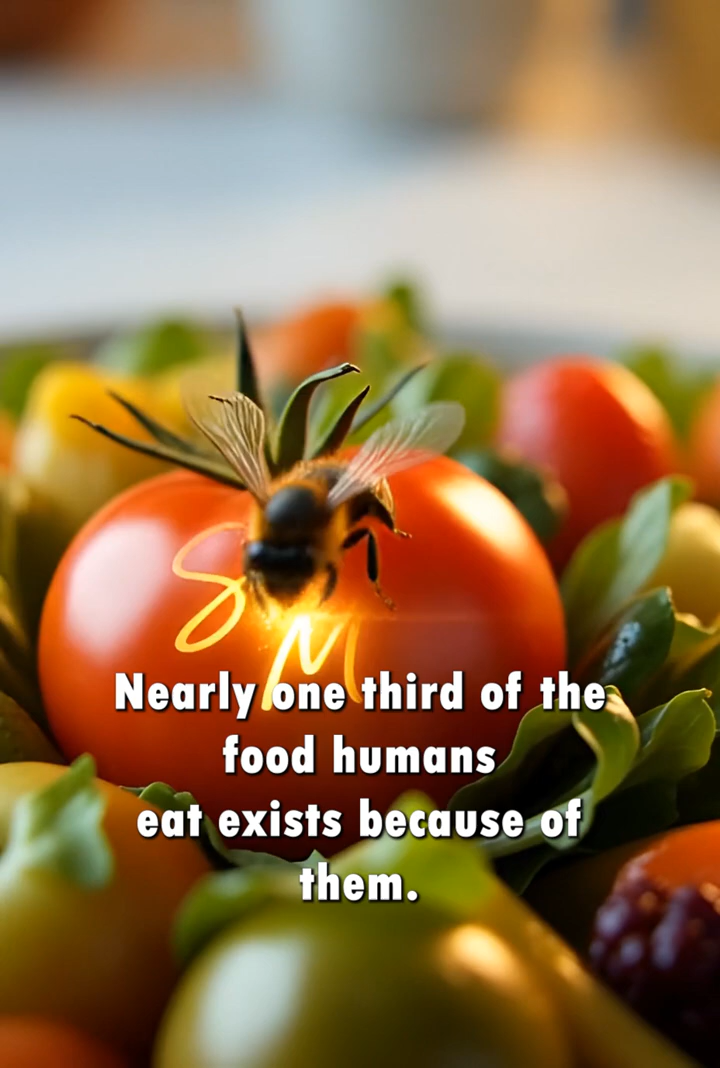 S
M
Nearly one third of the
food humans
eat exists because of
them.